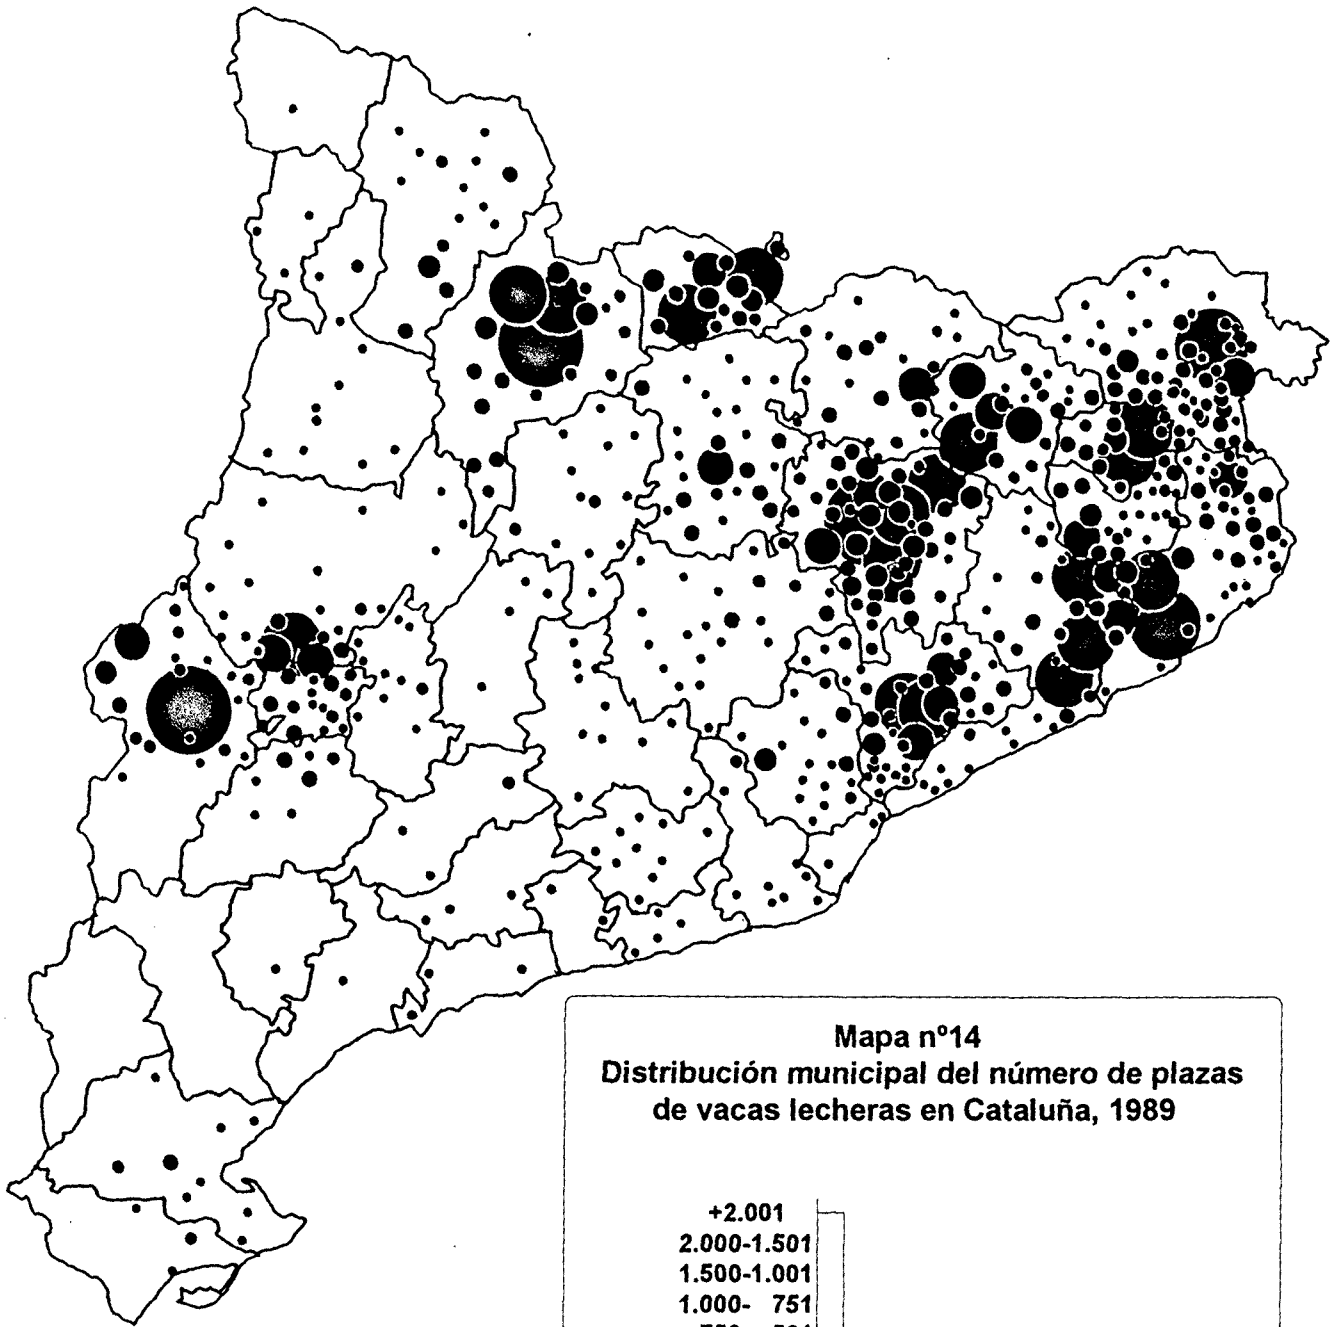 Mapa nº14
Distribución municipal del número de plazas
de vacas lecheras en Cataluña, 1989
+2.001
2.000-1.501
1.500-1.001
1.000- 751